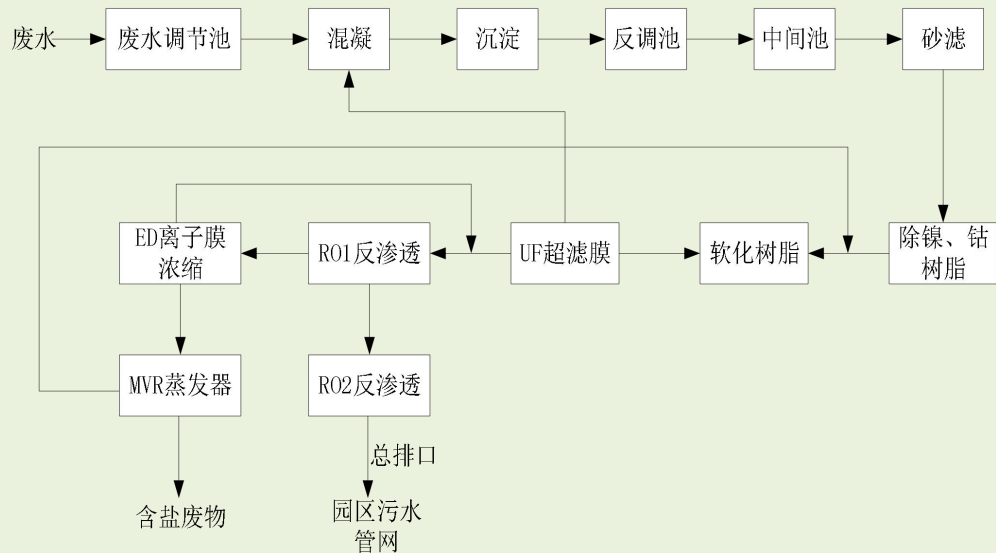 废水
废水调节池
混凝
沉淀
反调池
中间池
砂滤
ED离子膜
浓缩
RO1反渗透
UF超滤膜
软化树脂
除镍、钴
树脂
MVR蒸发器
RO2反渗透
总排口
含盐废物
园区污水
管网